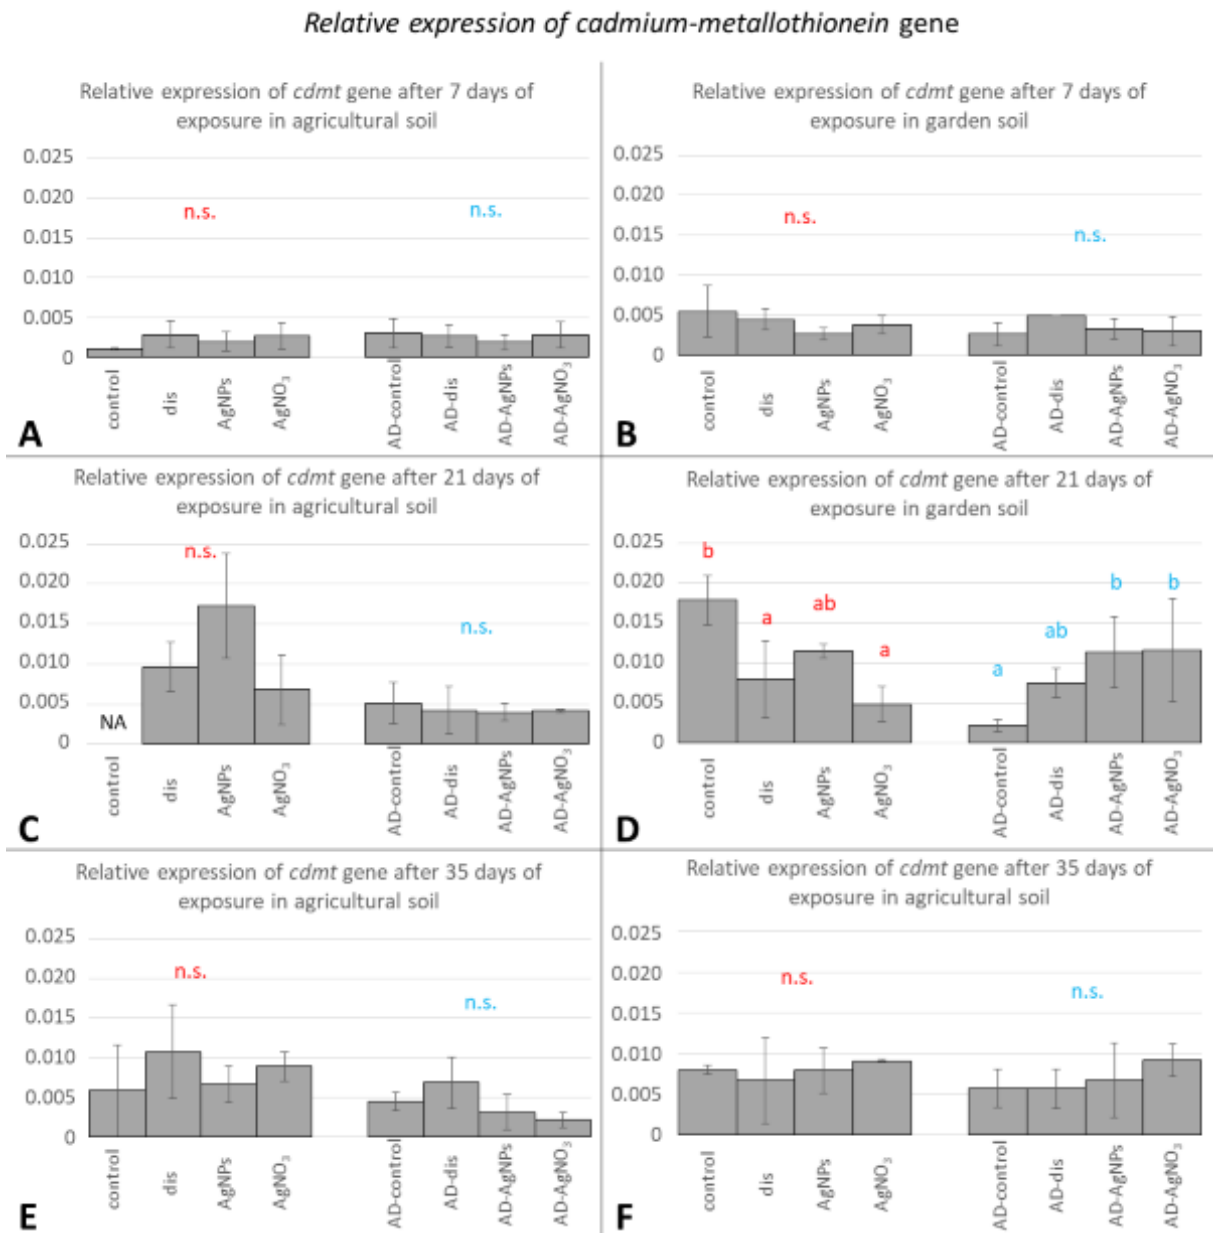 Relative expression of cadmium-metallothionein gene
Relative expression of cdmt gene after 7 days of
exposure in agricultural soil
0.025
0.020
0.015
0.010
0.005
0
n.s.
n.s.
control
dis
AgNPs
AgNO₃
AD-control
AD-dis
AD-AgNPs
AD-AgNO₃
A
Relative expression of cdmt gene after 7 days of
exposure in garden soil
0.025
0.020
0.015
0.010
0.005
0
n.s.
n.s.
control
dis
AgNPs
AgNO₃
AD-control
AD-dis
AD-AgNPs
AD-AgNO₃
B
Relative expression of cdmt gene after 21 days of
exposure in agricultural soil
0.025
0.020
0.015
0.010
0.005
0
n.s.
n.s.
NA
control
dis
AgNPs
AgNO₃
AD-control
AD-dis
AD-AgNPs
AD-AgNO₃
C
Relative expression of cdmt gene after 21 days of
exposure in garden soil
0.025
0.020
0.015
0.010
0.005
0
b
a
ab
a
a
ab
b
b
control
dis
AgNPs
AgNO₃
AD-control
AD-dis
AD-AgNPs
AD-AgNO₃
D
Relative expression of cdmt gene after 35 days of
exposure in agricultural soil
0.025
0.020
0.015
0.010
0.005
0
n.s.
n.s.
control
dis
AgNPs
AgNO₃
AD-control
AD-dis
AD-AgNPs
AD-AgNO₃
E
Relative expression of cdmt gene after 35 days of
exposure in agricultural soil
0.025
0.020
0.015
0.010
0.005
0
n.s.
n.s.
control
dis
AgNPs
AgNO₃
AD-control
AD-dis
AD-AgNPs
AD-AgNO₃
F